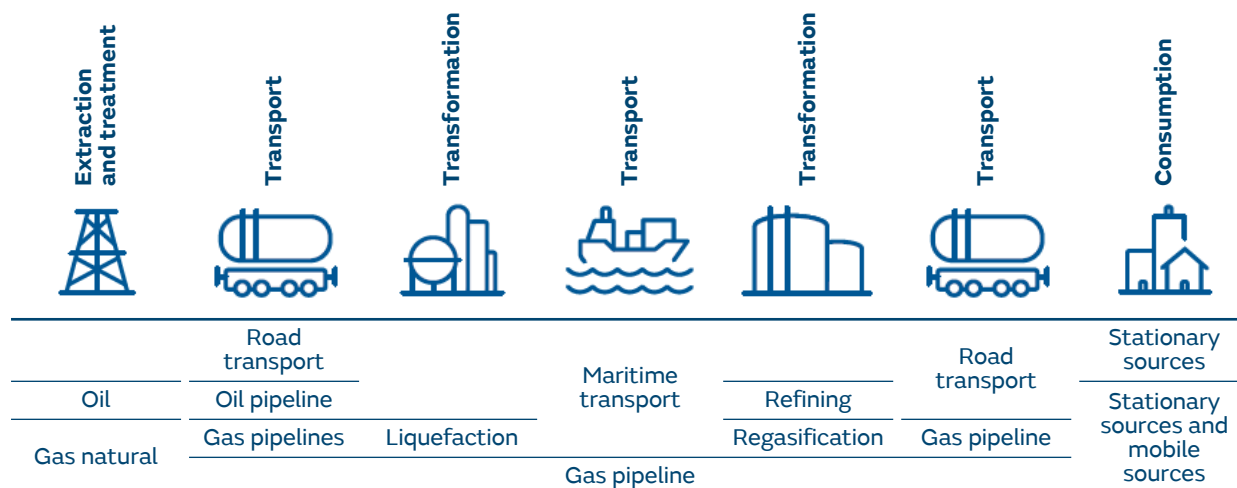 Extraction
and treatment
Transport
Transformation
Transport
Transformation
Transport
Consumption
Road
transport
Maritime
transport
Road
transport
Stationary
sources
Oil
Oil pipeline
Refining
Stationary
sources and
mobile
sources
Gas natural
Gas pipelines
Liquefaction
Regasification
Gas pipeline
Gas pipeline